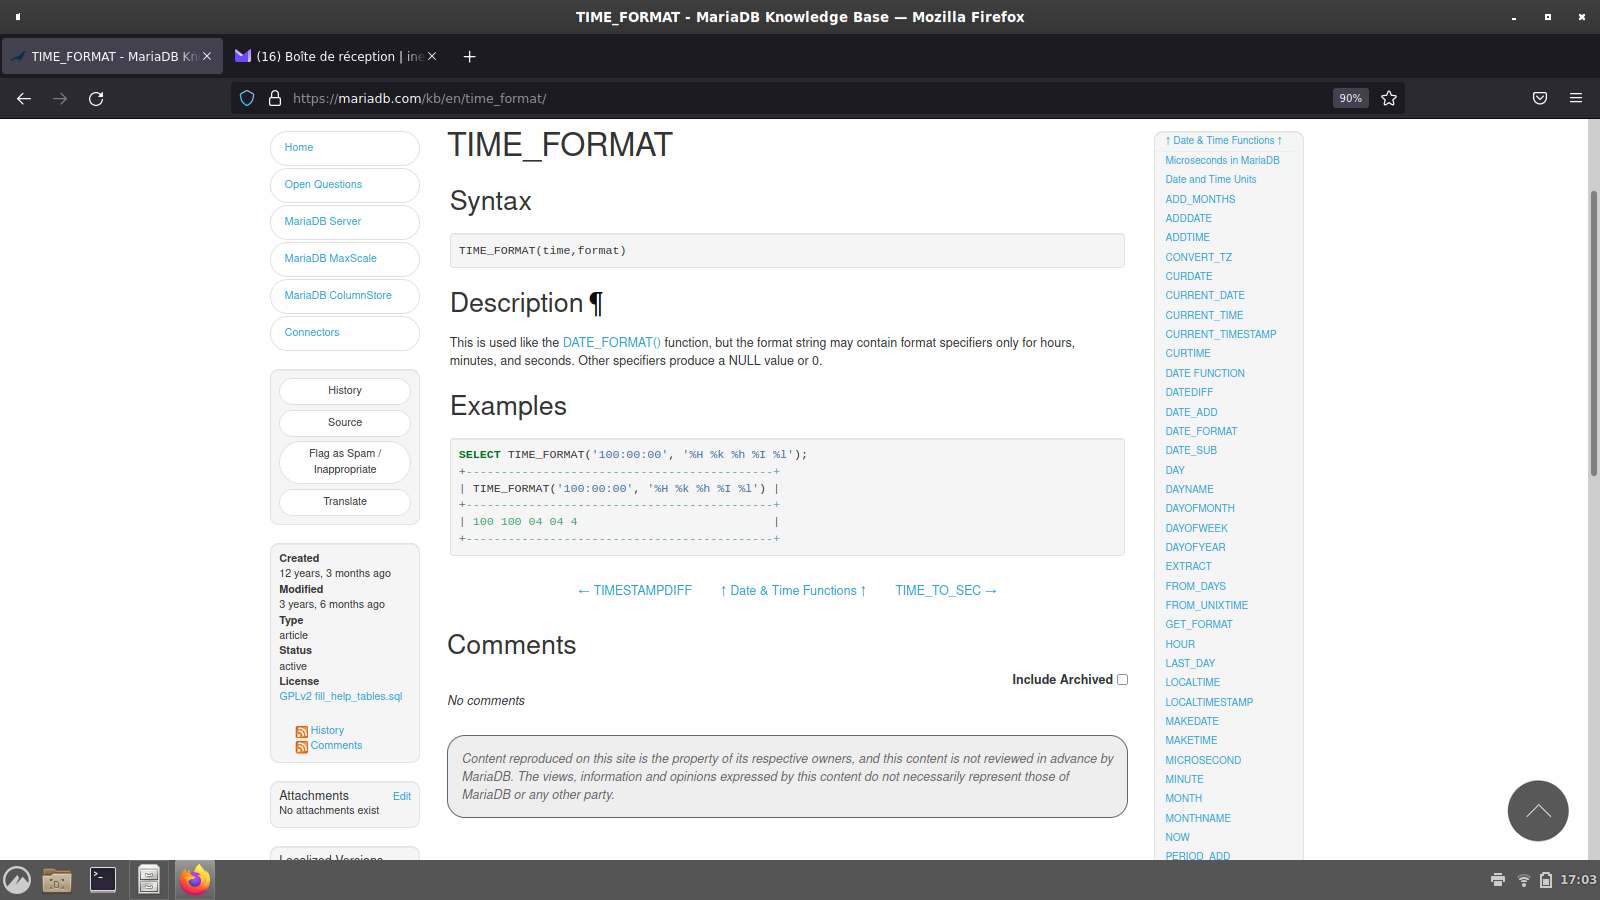 TIME_FORMAT - MariaDB Knowledge Base — Mozilla Firefox
TIME_FORMAT - MariaDB Kn
(16) Boîte de réception | ine
https://mariadb.com/kb/en/time_format/
90%
Home
Open Questions
MariaDB Server
MariaDB MaxScale
MariaDB ColumnStore
Connectors
History
Source
Flag as Spam /
Inappropriate
Translate
Created
12 years, 3 months ago
Modified
3 years, 6 months ago
Type
article
Status
active
License
GPLv2 fill_help_tables.sql
History
Comments
Attachments Edit
No attachments exist
Localized Versions
TIME_FORMAT
Syntax
TIME_FORMAT(time,format)
Description ¶
This is used like the DATE_FORMAT() function, but the format string may contain format specifiers only for hours,
minutes, and seconds. Other specifiers produce a NULL value or 0.
Examples
SELECT TIME_FORMAT('100:00:00', '%H %k %h %I %l');
+--------------------------------------------+
| TIME_FORMAT('100:00:00', '%H %k %h %I %l') |
+--------------------------------------------+
| 100 100 04 04 4                            |
+--------------------------------------------+
← TIMESTAMPDIFF ↑ Date & Time Functions ↑ TIME_TO_SEC →
Comments
Include Archived
No comments
Content reproduced on this site is the property of its respective owners, and this content is not reviewed in advance by
MariaDB. The views, information and opinions expressed by this content do not necessarily represent those of
MariaDB or any other party.
↑ Date & Time Functions ↑
Microseconds in MariaDB
Date and Time Units
ADD_MONTHS
ADDDATE
ADDTIME
CONVERT_TZ
CURDATE
CURRENT_DATE
CURRENT_TIME
CURRENT_TIMESTAMP
CURTIME
DATE FUNCTION
DATEDIFF
DATE_ADD
DATE_FORMAT
DATE_SUB
DAY
DAYNAME
DAYOFMONTH
DAYOFWEEK
DAYOFYEAR
EXTRACT
FROM_DAYS
FROM_UNIXTIME
GET_FORMAT
HOUR
LAST_DAY
LOCALTIME
LOCALTIMESTAMP
MAKEDATE
MAKETIME
MICROSECOND
MINUTE
MONTH
MONTHNAME
NOW
PERIOD_ADD
17:03